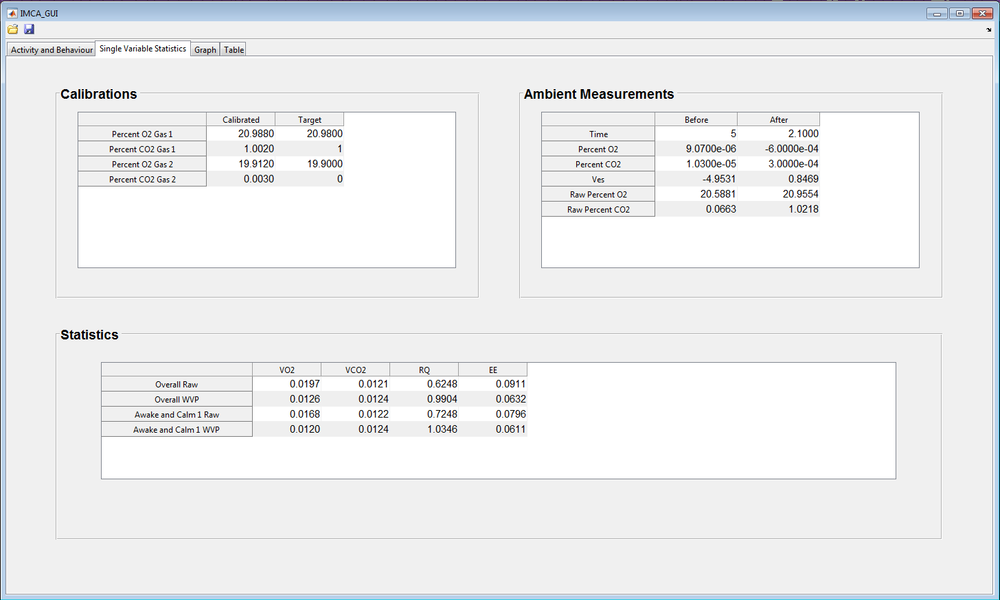 IMCA_GUI
Activity and Behaviour Single Variable Statistics Graph Table
Calibrations
Calibrated Target
Percent O2 Gas 1 20.9880 20.9800
Percent CO2 Gas 1 1.0020 1
Percent O2 Gas 2 19.9120 19.9000
Percent CO2 Gas 2 0.0030 0
Ambient Measurements
Before After
Time 5 2.1000
Percent O2 9.0700e-06 -6.0000e-04
Percent CO2 1.0300e-05 3.0000e-04
Ves -4.9531 0.8469
Raw Percent O2 20.5881 20.9554
Raw Percent CO2 0.0663 1.0218
Statistics
VO2 VCO2 RQ EE
Overall Raw 0.0197 0.0121 0.6248 0.0911
Overall WVP 0.0126 0.0124 0.9904 0.0632
Awake and Calm 1 Raw 0.0168 0.0122 0.7248 0.0796
Awake and Calm 1 WVP 0.0120 0.0124 1.0346 0.0611